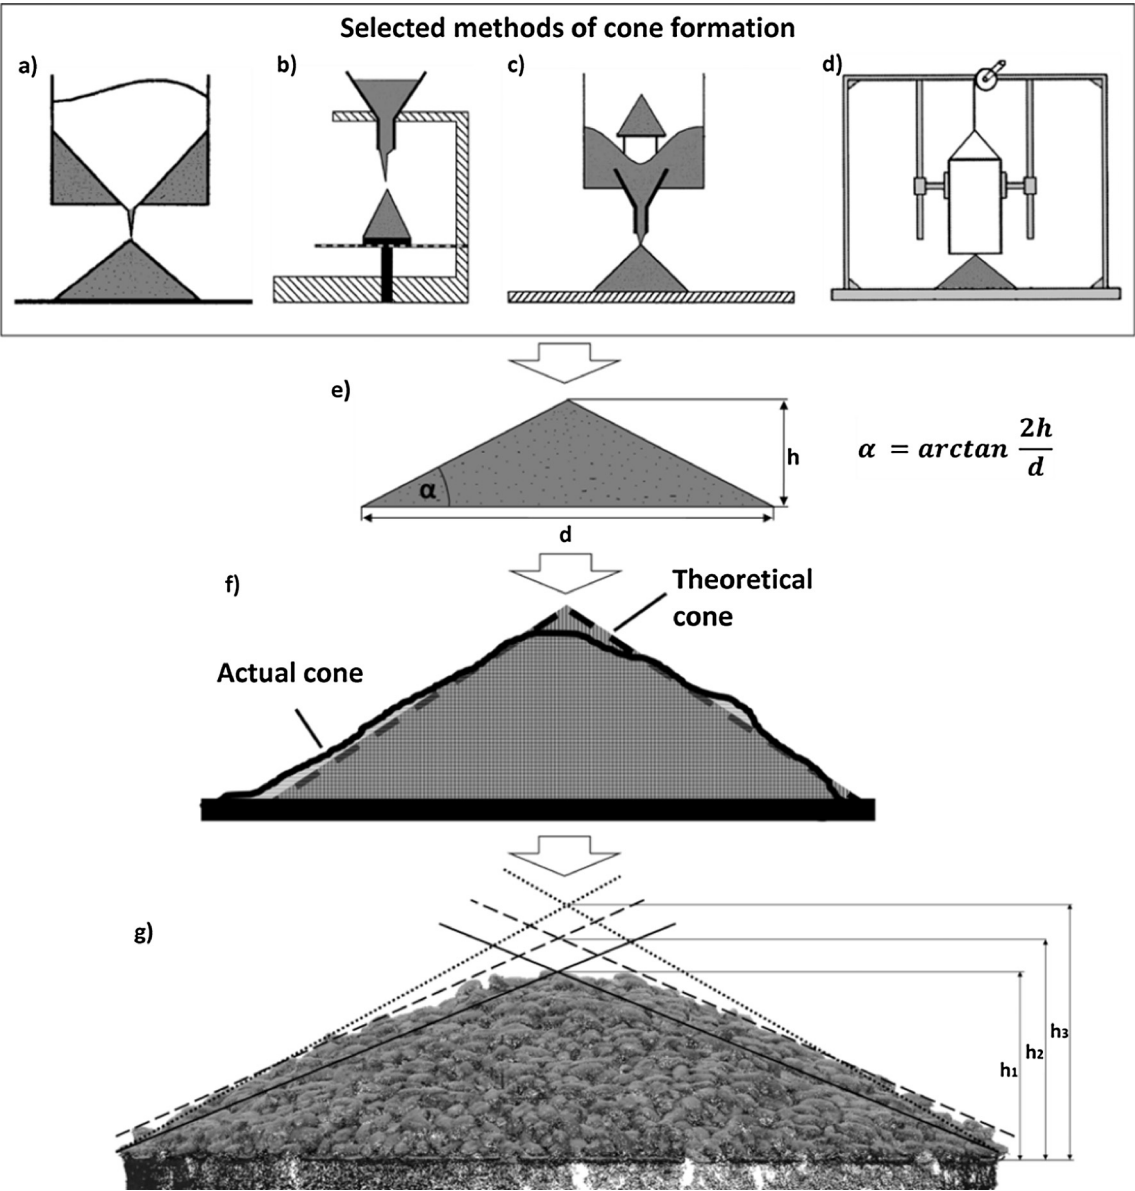 Selected methods of cone formation
a)
b)
c)
d)
e)
h
α
d
α = arctan 2h/d
f)
Theoretical
cone
Actual cone
g)
h₃
h₂
h₁